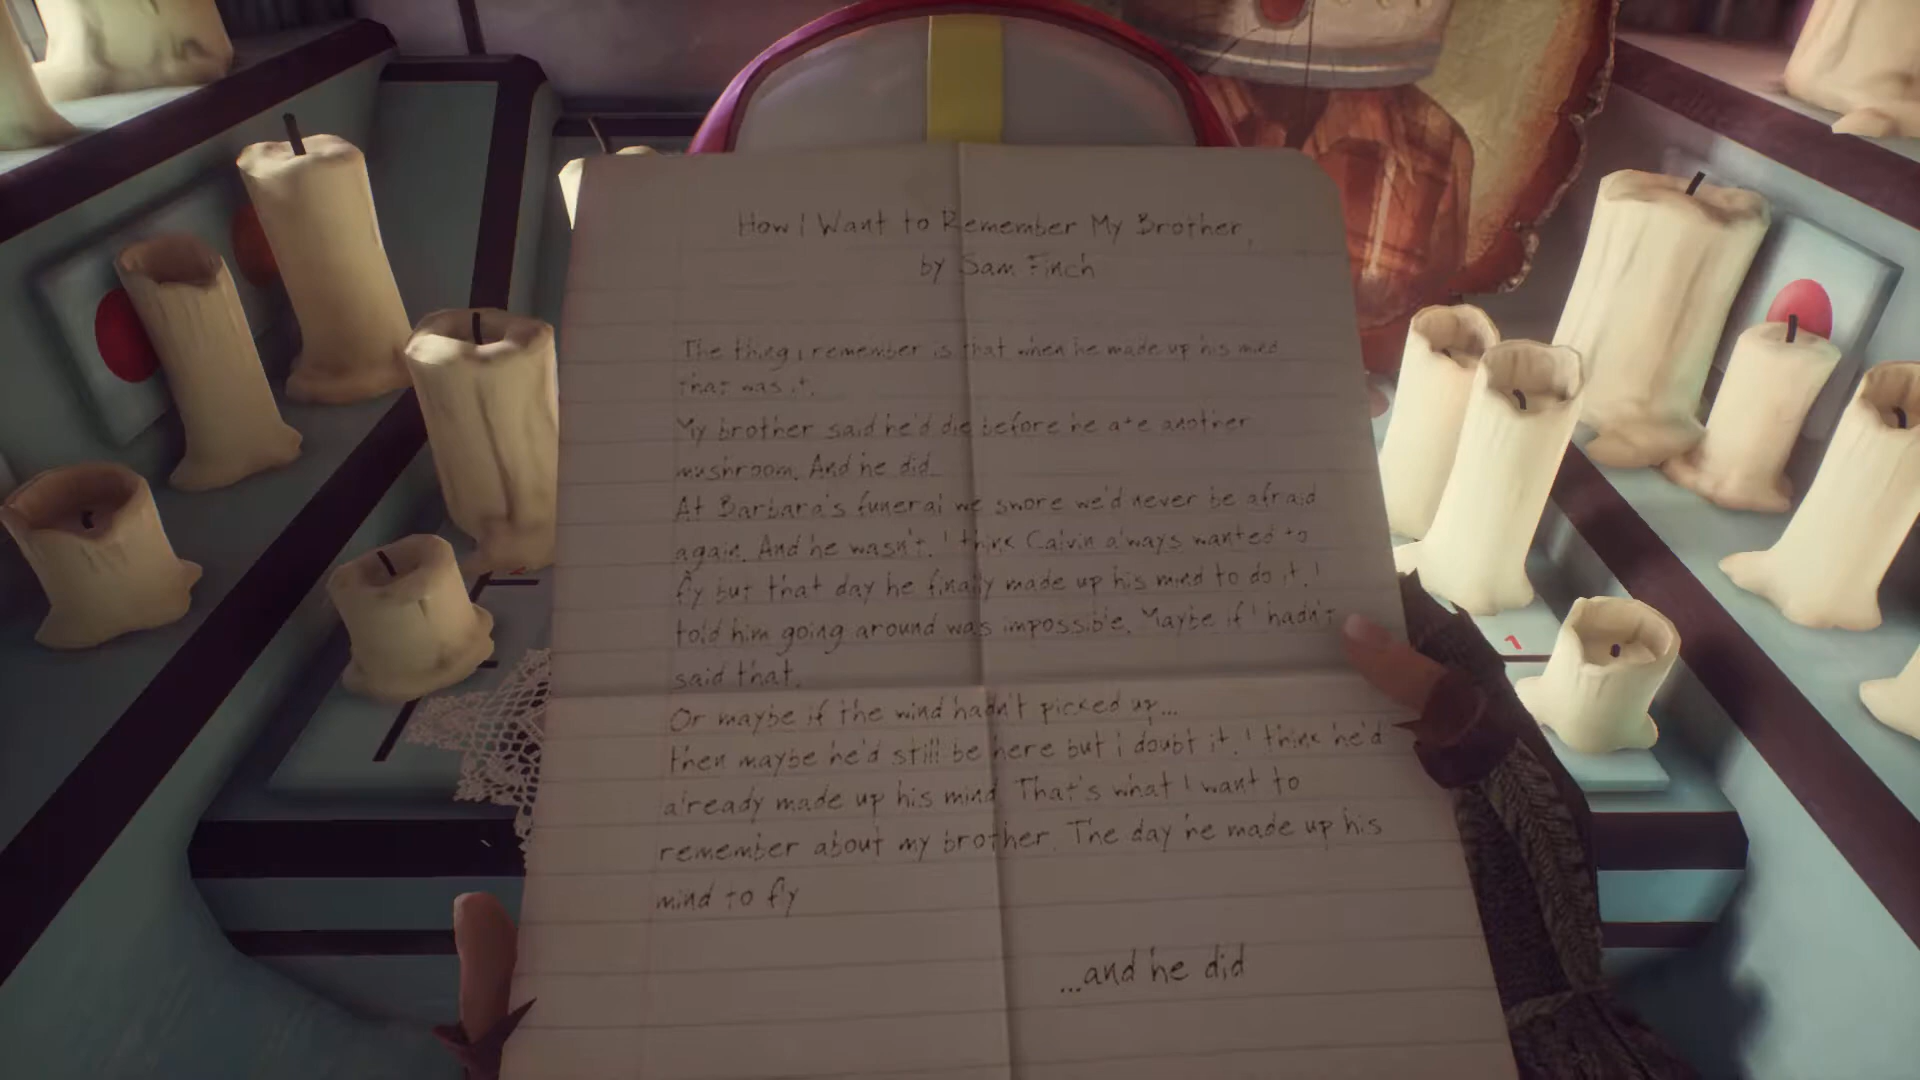 How I Want to Remember My Brother,
by Sam Finch
The thing i remember is that when he made up his mind
that was it.
My brother said he'd die before he ate another
mushroom. And he did.
At Barbara's funeral we swore we'd never be afraid
again. And he wasn't. I think Calvin always wanted to
fly but that day he finally made up his mind to do it. I
told him going around was impossible. Maybe if I hadn't
said that.
Or maybe if the wind hadn't picked up...
then maybe he'd still be here but i doubt it. I think he'd
already made up his mind. That's what I want to
remember about my brother. The day he made up his
mind to fly
...and he did